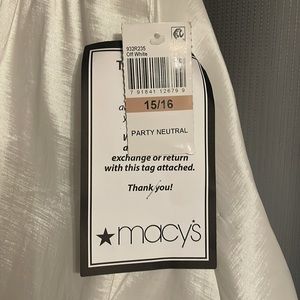 932R235
Off White
7 91841 12679 9
15/16
PARTY NEUTRAL
exchange or return
with this tag attached.
Thank you!
★macy's